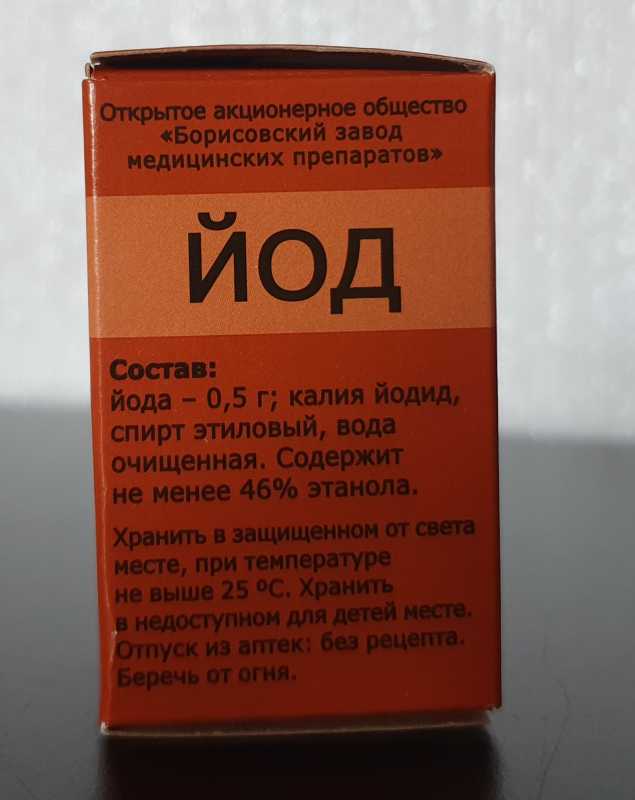 Открытое акционерное общество
«Борисовский завод
медицинских препаратов»
ЙОД
Состав:
йода – 0,5 г; калия йодид,
спирт этиловый, вода
очищенная. Содержит
не менее 46% этанола.
Хранить в защищенном от света
месте, при температуре
не выше 25 ºС. Хранить
в недоступном для детей месте.
Отпуск из аптек: без рецепта.
Беречь от огня.